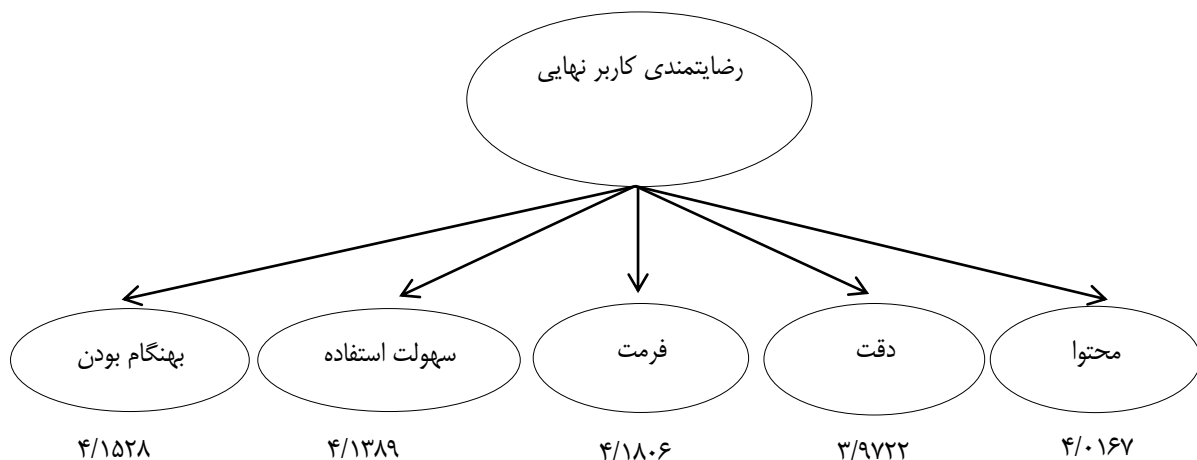 رضایتمندی کاربر نهایی
محتوا
دقت
فرمت
سهولت استفاده
بهنگام بودن
۴/۰۱۶۷
۳/۹۷۲۲
۴/۱۸۰۶
۴/۱۳۸۹
۴/۱۵۲۸